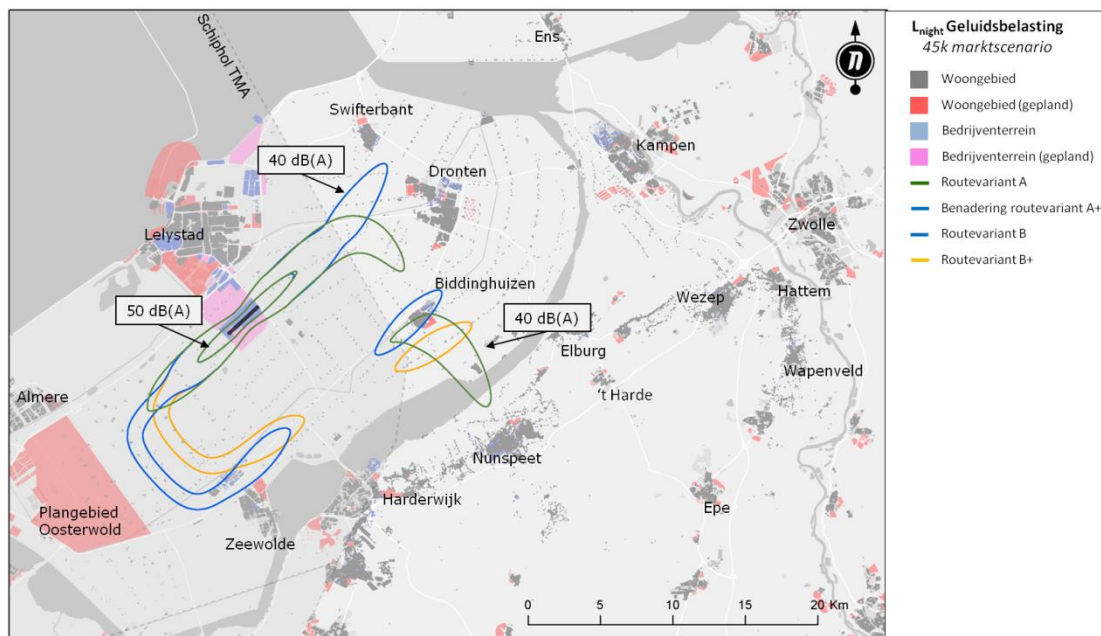 Schiphol TMA
Ens
Swifterbant
40 dB(A)
Kampen
Dronten
Lelystad
Zwolle
Biddinghuizen
Wezep
Hattem
50 dB(A)
40 dB(A)
Elburg
Wapenveld
Almere
't Harde
Nunspeet
Harderwijk
Epe
Plangebied
Oosterwold
Zeewolde
0 5 10 15 20 Km
N
Lnight Geluidsbelasting
45k marktscenario
Woongebied
Woongebied (gepland)
Bedrijventerrein
Bedrijventerrein (gepland)
Routevariant A
Benadering routevariant A+
Routevariant B
Routevariant B+